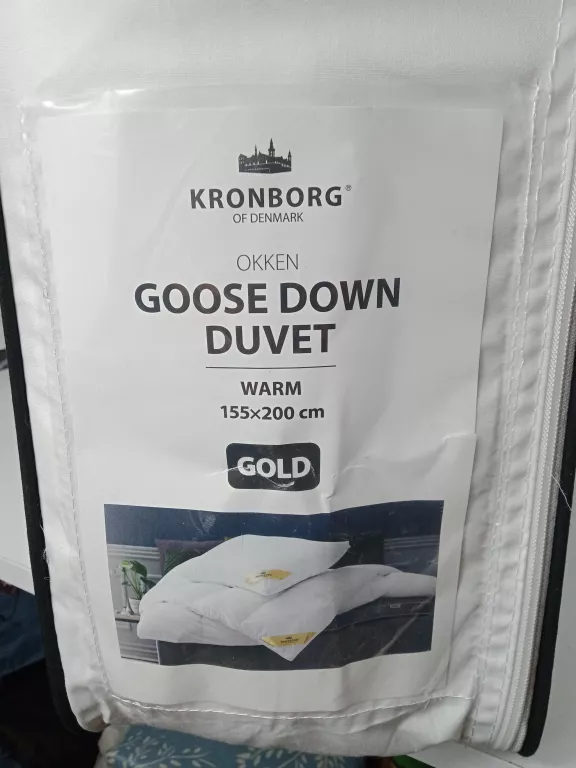 KRONBORG®
OF DENMARK
OKKEN
GOOSE DOWN
DUVET
WARM
155×200 cm
GOLD